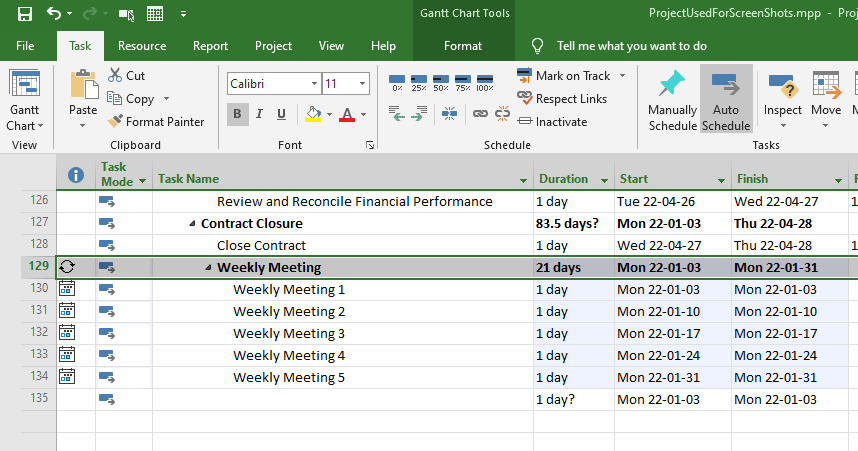 Gantt Chart Tools ProjectUsedForScreenShots.mpp - Proj
File Task Resource Report Project View Help Format Tell me what you want to do
Cut
Copy
Format Painter
Paste
Gantt
Chart
Calibri 11
B I U A
0% 25% 50% 75% 100%
Mark on Track
Respect Links
Inactivate
Manually
Schedule
Auto
Schedule
Inspect Move
View Clipboard Font Schedule Tasks
Task
Mode Task Name Duration Start Finish
126 Review and Reconcile Financial Performance 1 day Tue 22-04-26 Wed 22-04-27 1
127 Contract Closure 83.5 days? Mon 22-01-03 Thu 22-04-28
128 Close Contract 1 day Wed 22-04-27 Thu 22-04-28 1
129 Weekly Meeting 21 days Mon 22-01-03 Mon 22-01-31
130 Weekly Meeting 1 1 day Mon 22-01-03 Mon 22-01-03
131 Weekly Meeting 2 1 day Mon 22-01-10 Mon 22-01-10
132 Weekly Meeting 3 1 day Mon 22-01-17 Mon 22-01-17
133 Weekly Meeting 4 1 day Mon 22-01-24 Mon 22-01-24
134 Weekly Meeting 5 1 day Mon 22-01-31 Mon 22-01-31
135 1 day? Mon 22-01-03 Mon 22-01-03